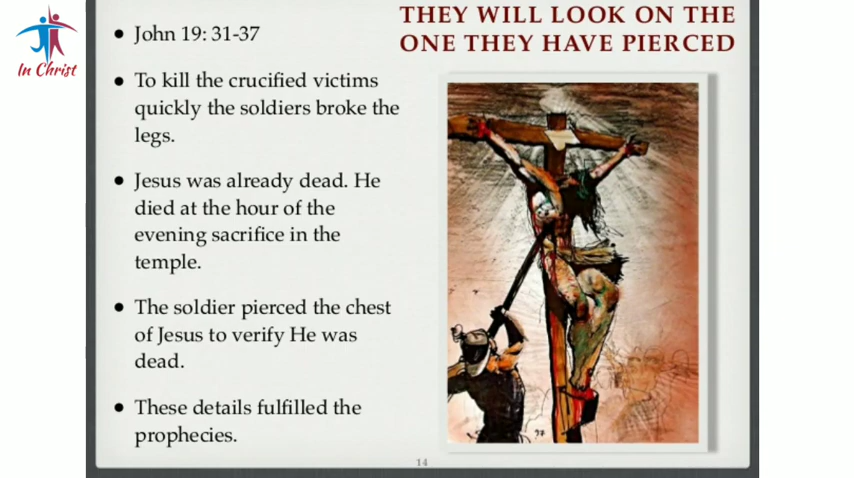 In Christ
THEY WILL LOOK ON THE
ONE THEY HAVE PIERCED
• John 19: 31-37
• To kill the crucified victims
quickly the soldiers broke the
legs.
• Jesus was already dead. He
died at the hour of the
evening sacrifice in the
temple.
• The soldier pierced the chest
of Jesus to verify He was
dead.
• These details fulfilled the
prophecies.
14